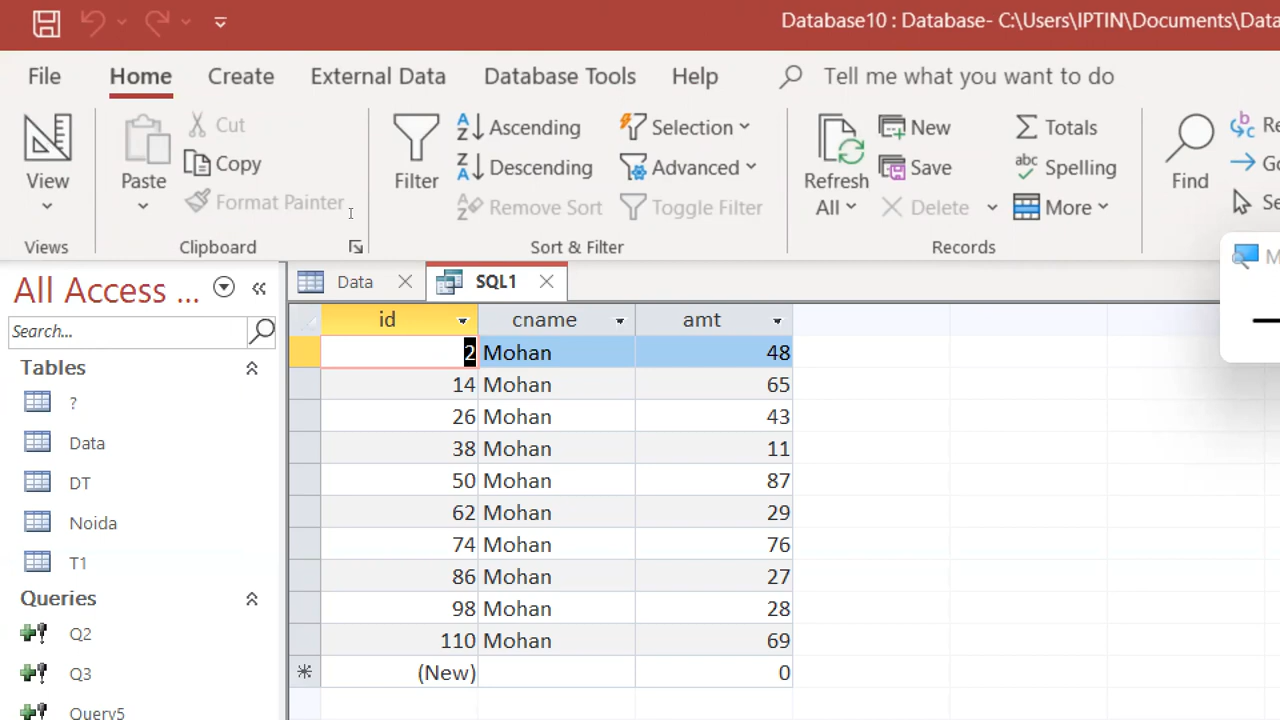 Database10 : Database- C:\Users\IPTIN\Documents\Data
File Home Create External Data Database Tools Help Tell me what you want to do
View
Views
Paste
Cut
Copy
Format Painter
Clipboard
Filter
Ascending
Descending
Remove Sort
Selection
Advanced
Toggle Filter
Sort & Filter
Refresh
All
New
Save
Delete
Totals
Spelling
More
Records
Find
Re
Go
Se
M
All Access ...
Search...
Tables
?
Data
DT
Noida
T1
Queries
Q2
Q3
Query5
Data SQL1
id cname amt
2 Mohan 48
14 Mohan 65
26 Mohan 43
38 Mohan 11
50 Mohan 87
62 Mohan 29
74 Mohan 76
86 Mohan 27
98 Mohan 28
110 Mohan 69
(New) 0